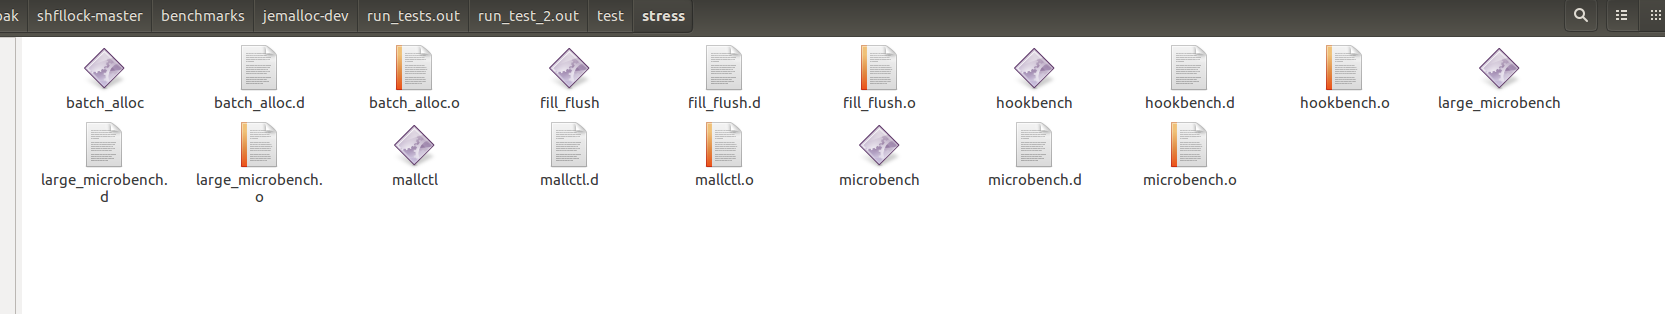 oak shfllock-master benchmarks jemalloc-dev run_tests.out run_test_2.out test stress
batch_alloc batch_alloc.d batch_alloc.o fill_flush fill_flush.d fill_flush.o hookbench hookbench.d hookbench.o large_microbench
large_microbench.d large_microbench.o mallctl mallctl.d mallctl.o microbench microbench.d microbench.o